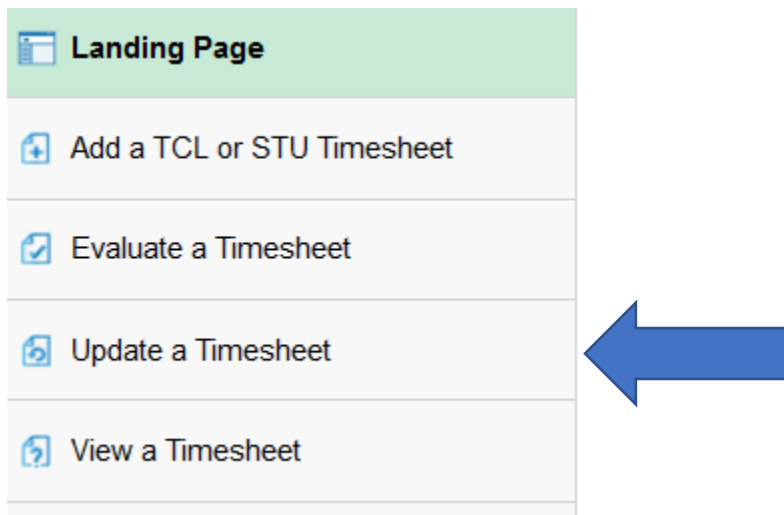 Landing Page
Add a TCL or STU Timesheet
Evaluate a Timesheet
Update a Timesheet
View a Timesheet